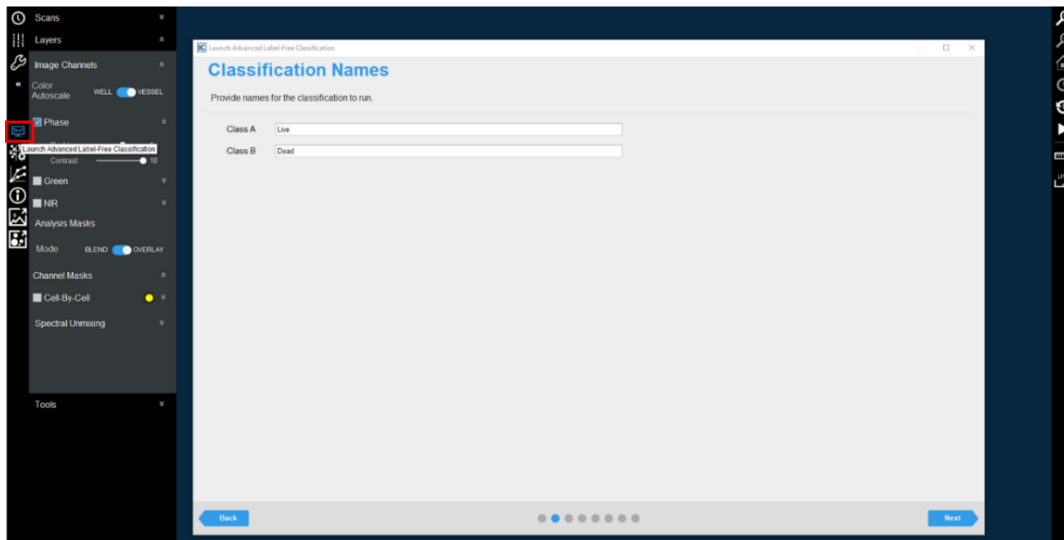 Scans
Layers
Image Channels
Color
Autoscale
WELL
VESSEL
Phase
Launch Advanced Label-Free Classification
Contrast
10
Green
NIR
Analysis Masks
Mode
BLEND
OVERLAY
Channel Masks
Cell-By-Cell
Spectral Unmixing
Tools
Launch Advanced Label-Free Classification
Classification Names
Provide names for the classification to run.
Class A
Live
Class B
Dead
Back
Next